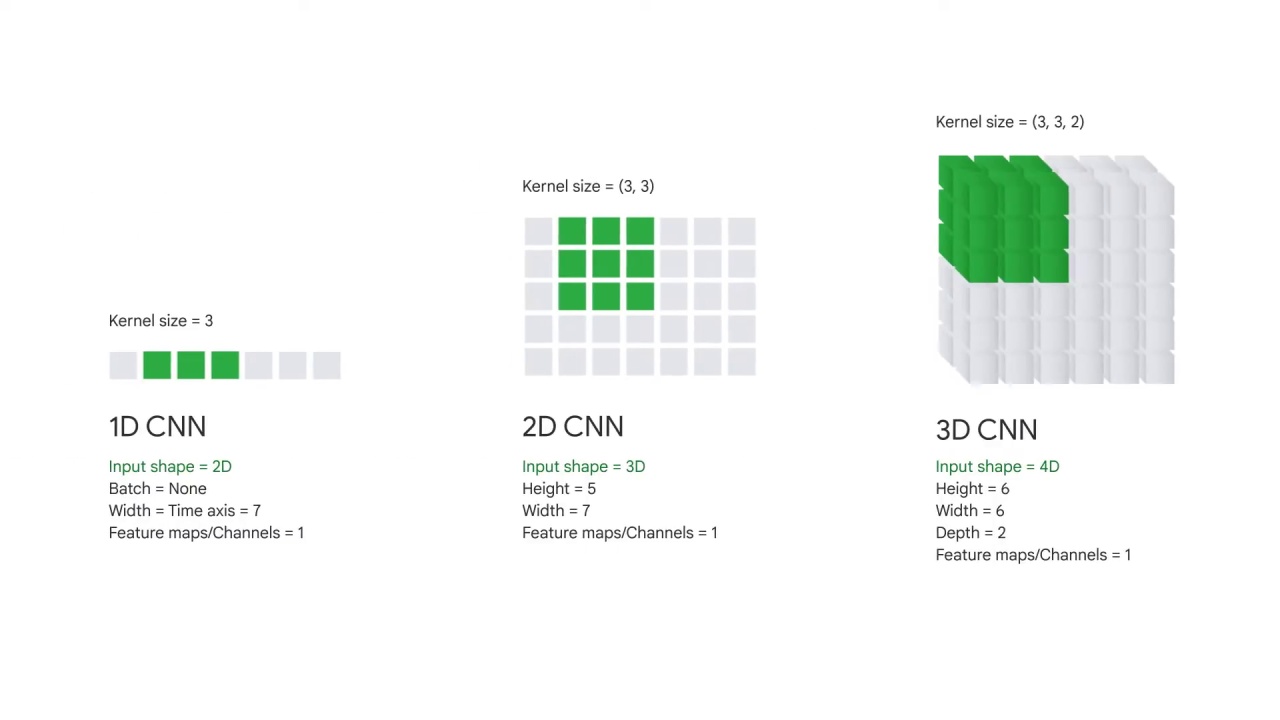 Kernel size = 3
1D CNN
Input shape = 2D
Batch = None
Width = Time axis = 7
Feature maps/Channels = 1
Kernel size = (3, 3)
2D CNN
Input shape = 3D
Height = 5
Width = 7
Feature maps/Channels = 1
Kernel size = (3, 3, 2)
3D CNN
Input shape = 4D
Height = 6
Width = 6
Depth = 2
Feature maps/Channels = 1